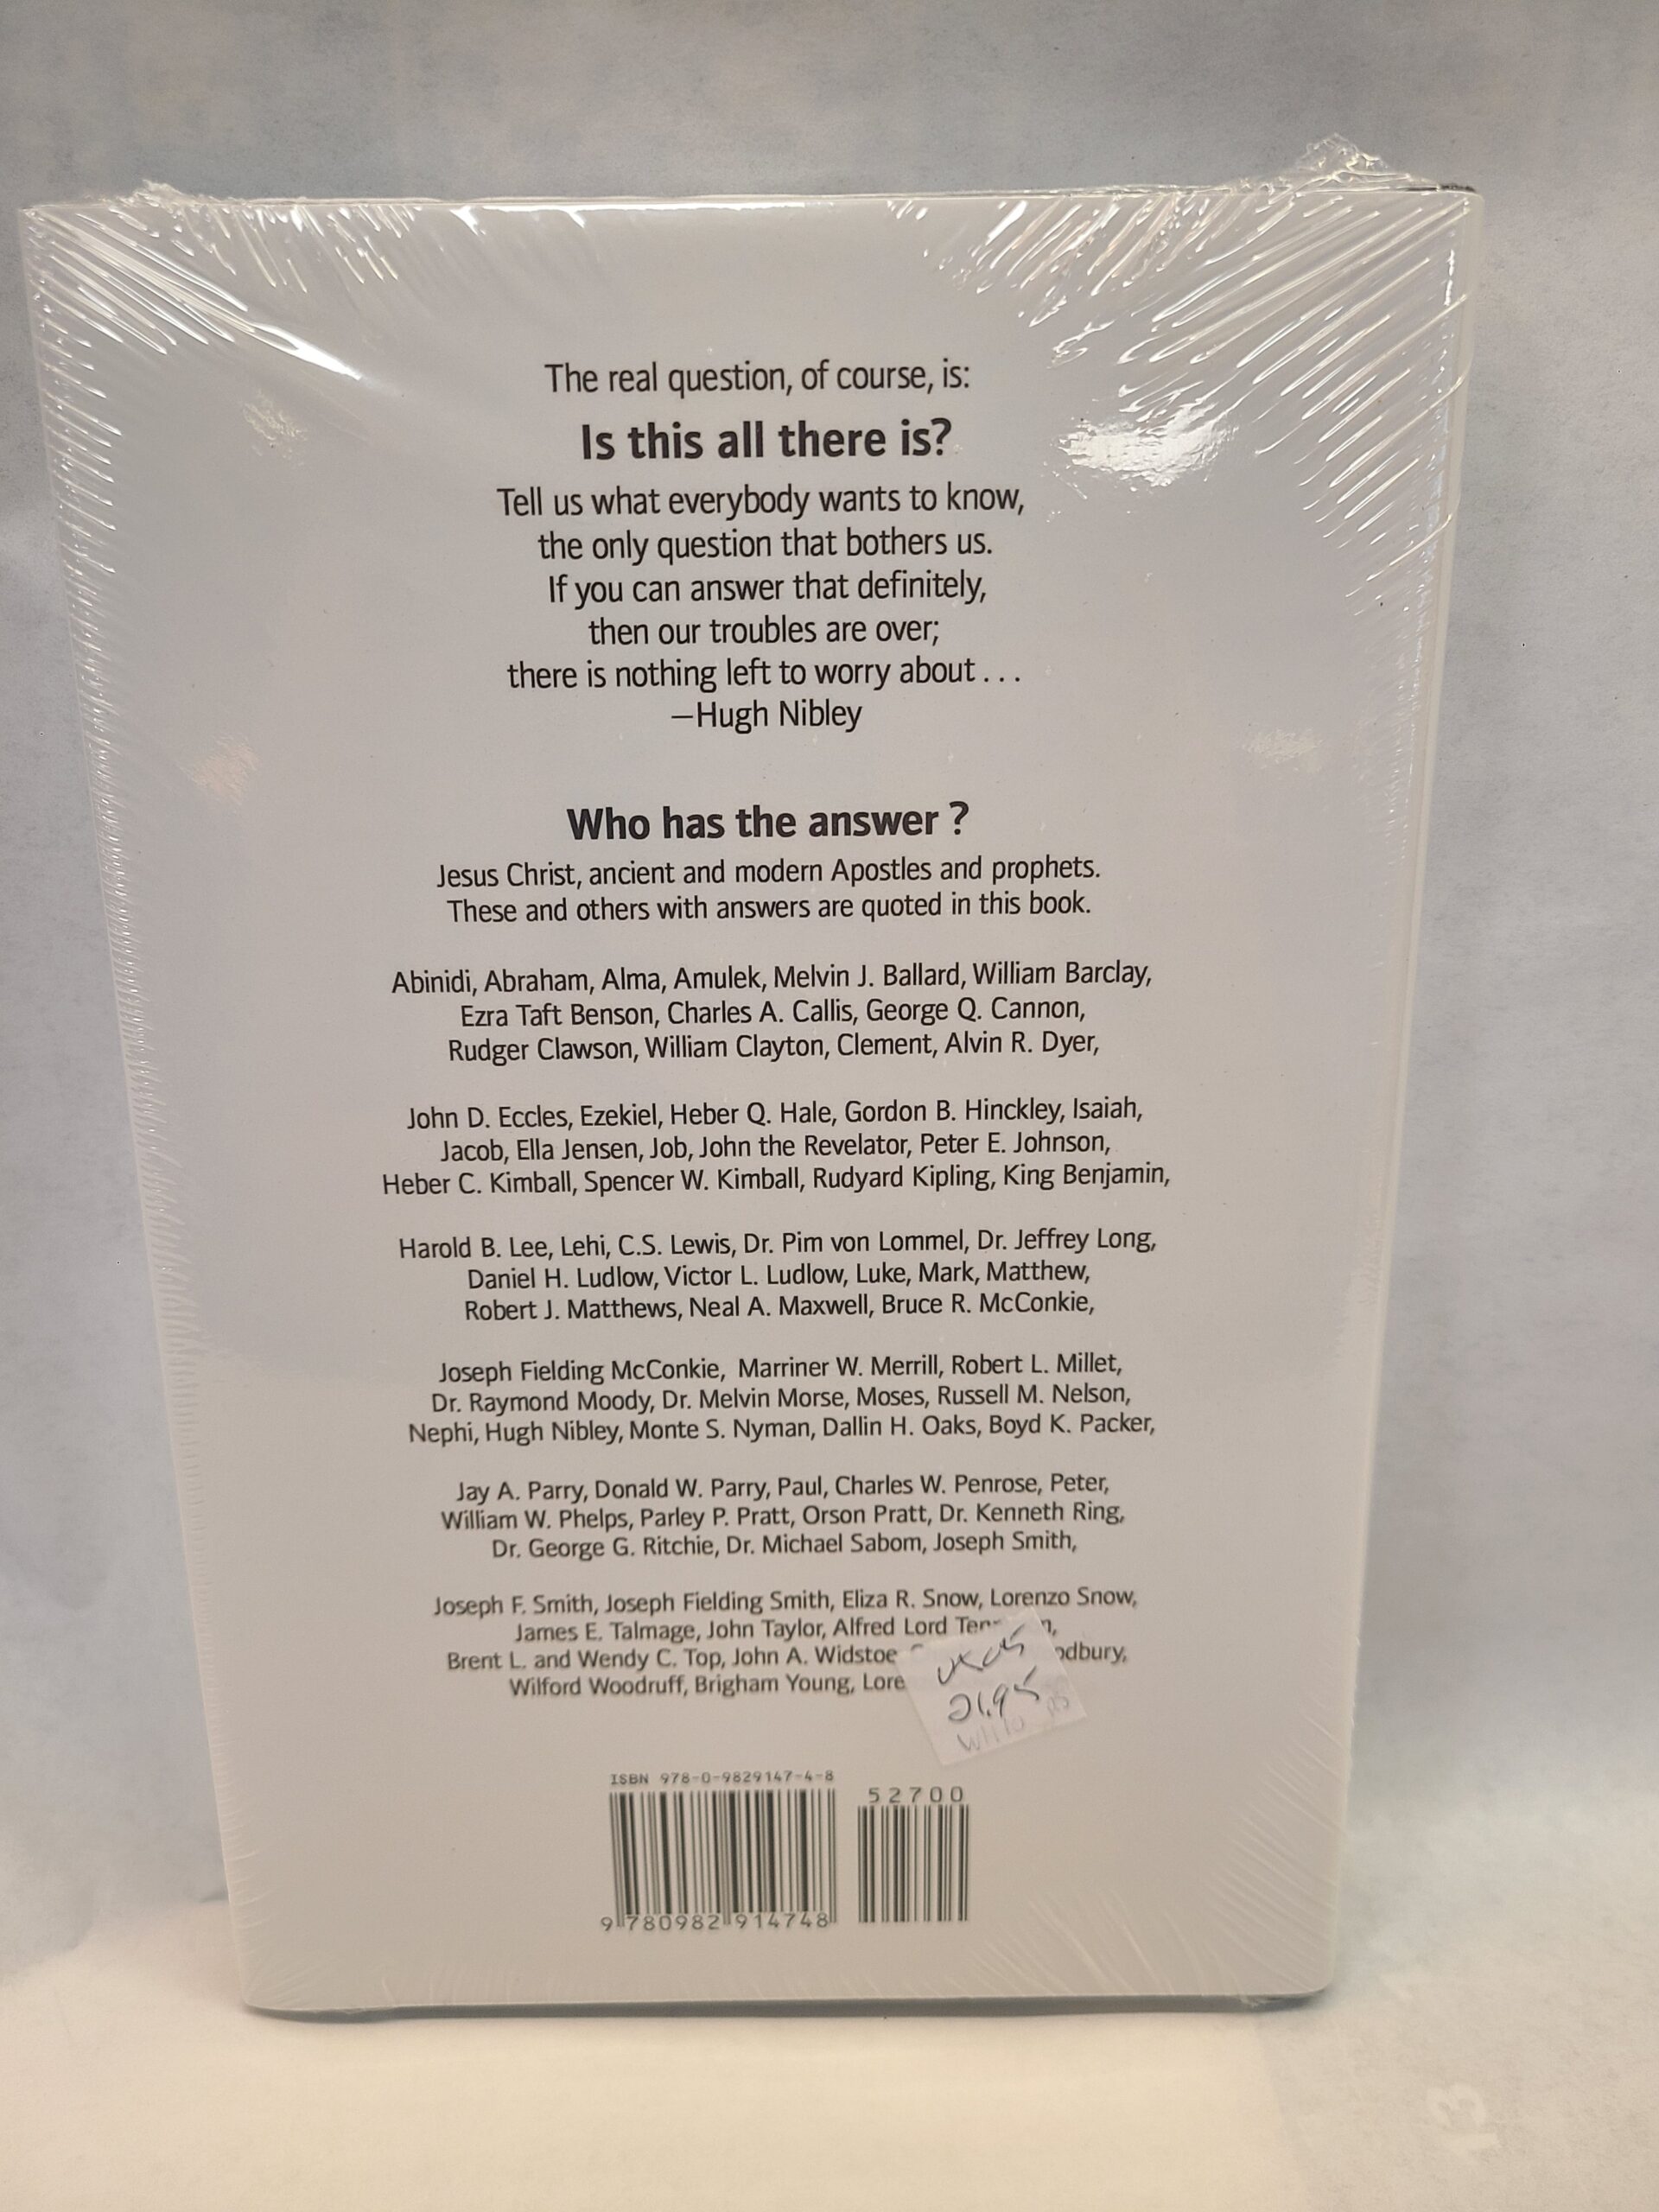 The real question, of course, is:
Is this all there is?
Tell us what everybody wants to know,
the only question that bothers us.
If you can answer that definitely,
then our troubles are over;
there is nothing left to worry about . . .
—Hugh Nibley
Who has the answer ?
Jesus Christ, ancient and modern Apostles and prophets.
These and others with answers are quoted in this book.
Abinidi, Abraham, Alma, Amulek, Melvin J. Ballard, William Barclay,
Ezra Taft Benson, Charles A. Callis, George Q. Cannon,
Rudger Clawson, William Clayton, Clement, Alvin R. Dyer,
John D. Eccles, Ezekiel, Heber Q. Hale, Gordon B. Hinckley, Isaiah,
Jacob, Ella Jensen, Job, John the Revelator, Peter E. Johnson,
Heber C. Kimball, Spencer W. Kimball, Rudyard Kipling, King Benjamin,
Harold B. Lee, Lehi, C.S. Lewis, Dr. Pim von Lommel, Dr. Jeffrey Long,
Daniel H. Ludlow, Victor L. Ludlow, Luke, Mark, Matthew,
Robert J. Matthews, Neal A. Maxwell, Bruce R. McConkie,
Joseph Fielding McConkie, Marriner W. Merrill, Robert L. Millet,
Dr. Raymond Moody, Dr. Melvin Morse, Moses, Russell M. Nelson,
Nephi, Hugh Nibley, Monte S. Nyman, Dallin H. Oaks, Boyd K. Packer,
Jay A. Parry, Donald W. Parry, Paul, Charles W. Penrose, Peter,
William W. Phelps, Parley P. Pratt, Orson Pratt, Dr. Kenneth Ring,
Dr. George G. Ritchie, Dr. Michael Sabom, Joseph Smith,
Joseph F. Smith, Joseph Fielding Smith, Eliza R. Snow, Lorenzo Snow,
James E. Talmage, John Taylor, Alfred Lord
Brent L. and Wendy C. Top, John A.
Wilford Woodruff, Brigham Young,
21.95
ISBN 978-0-9829147-4-8
52700
9 780982 914748
13